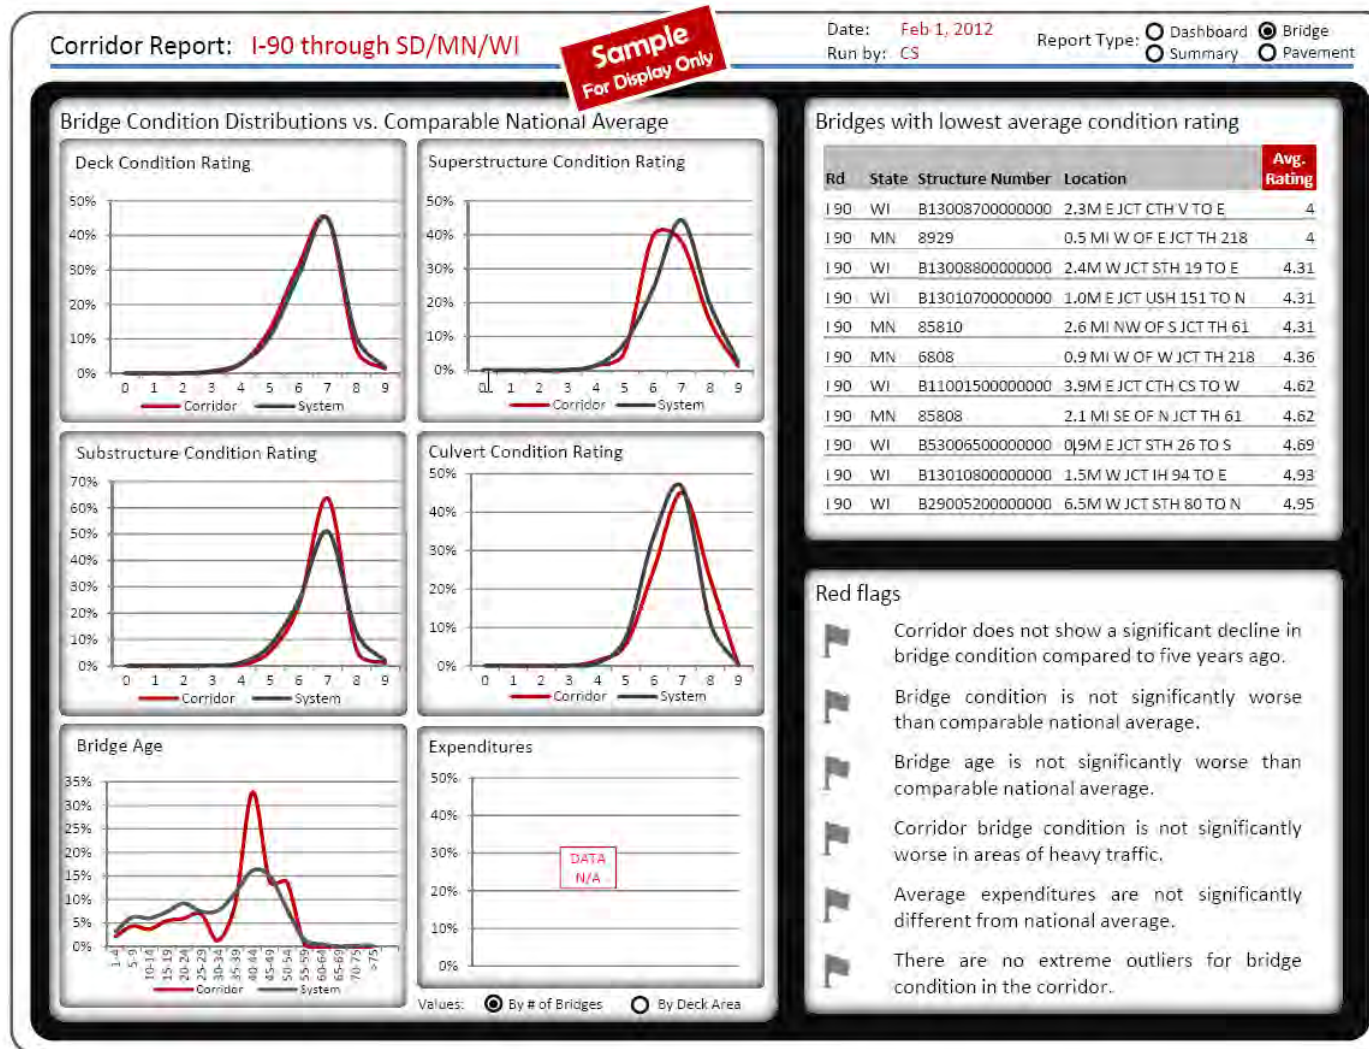 Corridor Report: I-90 through SD/MN/WI
Sample
For Display Only
Date: Feb 1, 2012
Run by: CS
Report Type: Dashboard Bridge
Summary Pavement
Bridge Condition Distributions vs. Comparable National Average
Deck Condition Rating
50%
40%
30%
20%
10%
0%
0 1 2 3 4 5 6 7 8 9
Corridor System
Superstructure Condition Rating
50%
40%
30%
20%
10%
0%
0 1 2 3 4 5 6 7 8 9
Corridor System
Substructure Condition Rating
70%
60%
50%
40%
30%
20%
10%
0%
0 1 2 3 4 5 6 7 8 9
Corridor System
Culvert Condition Rating
50%
40%
30%
20%
10%
0%
0 1 2 3 4 5 6 7 8 9
Corridor System
Bridge Age
35%
30%
25%
20%
15%
10%
5%
0%
1-4 5-9 10-14 15-19 20-24 25-29 30-34 35-39 40-44 45-49 50-54 55-59 60-64 65-69 70-75 >75
Corridor System
Expenditures
50%
40%
30%
20%
10%
0%
DATA
N/A
Values: By # of Bridges By Deck Area
Bridges with lowest average condition rating
Rd State Structure Number Location Avg. Rating
I 90 WI B13008700000000 2.3M E JCT CTH V TO E 4
I 90 MN 8929 0.5 MI W OF E JCT TH 218 4
I 90 WI B13008800000000 2.4M W JCT STH 19 TO E 4.31
I 90 WI B13010700000000 1.0M E JCT USH 151 TO N 4.31
I 90 MN 85810 2.6 MI NW OF S JCT TH 61 4.31
I 90 MN 6808 0.9 MI W OF W JCT TH 218 4.36
I 90 WI B11001500000000 3.9M E JCT CTH CS TO W 4.62
I 90 MN 85808 2.1 MI SE OF N JCT TH 61 4.62
I 90 WI B53006500000000 0.9M E JCT STH 26 TO S 4.69
I 90 WI B13010800000000 1.5M W JCT IH 94 TO E 4.93
I 90 WI B29005200000000 6.5M W JCT STH 80 TO N 4.95
Red flags
Corridor does not show a significant decline in
bridge condition compared to five years ago.
Bridge condition is not significantly worse
than comparable national average.
Bridge age is not significantly worse than
comparable national average.
Corridor bridge condition is not significantly
worse in areas of heavy traffic.
Average expenditures are not significantly
different from national average.
There are no extreme outliers for bridge
condition in the corridor.